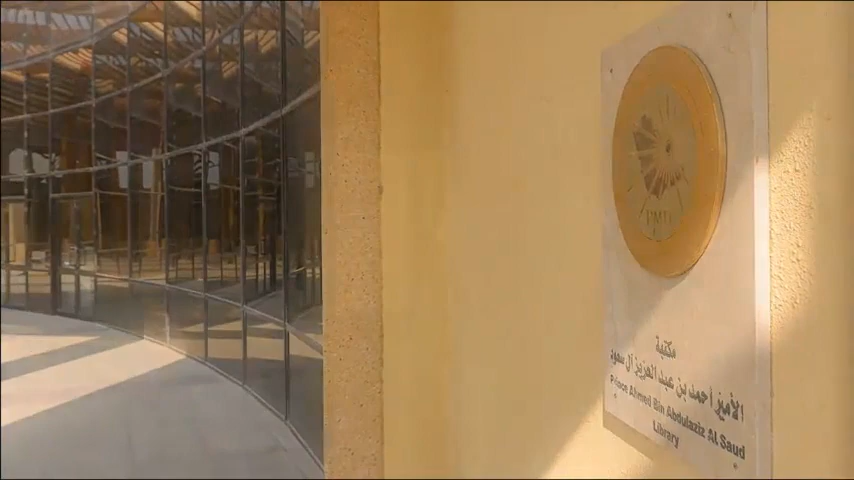 PMU
مكتبة
الأمير أحمد بن عبد العزيز آل سعود
Prince Ahmed Bin Abdulaziz Al Saud
Library